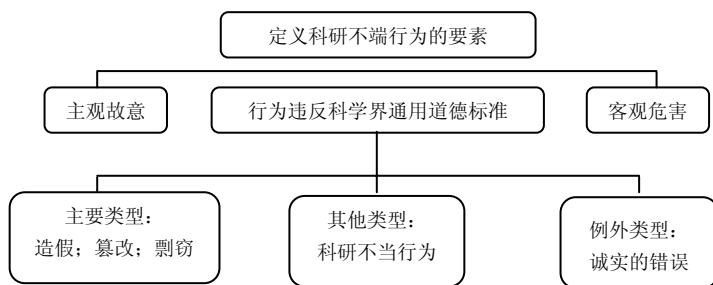 定义科研不端行为的要素
主观故意
行为违反科学界通用道德标准
客观危害
主要类型：
造假；篡改；剽窃
其他类型：
科研不当行为
例外类型：
诚实的错误